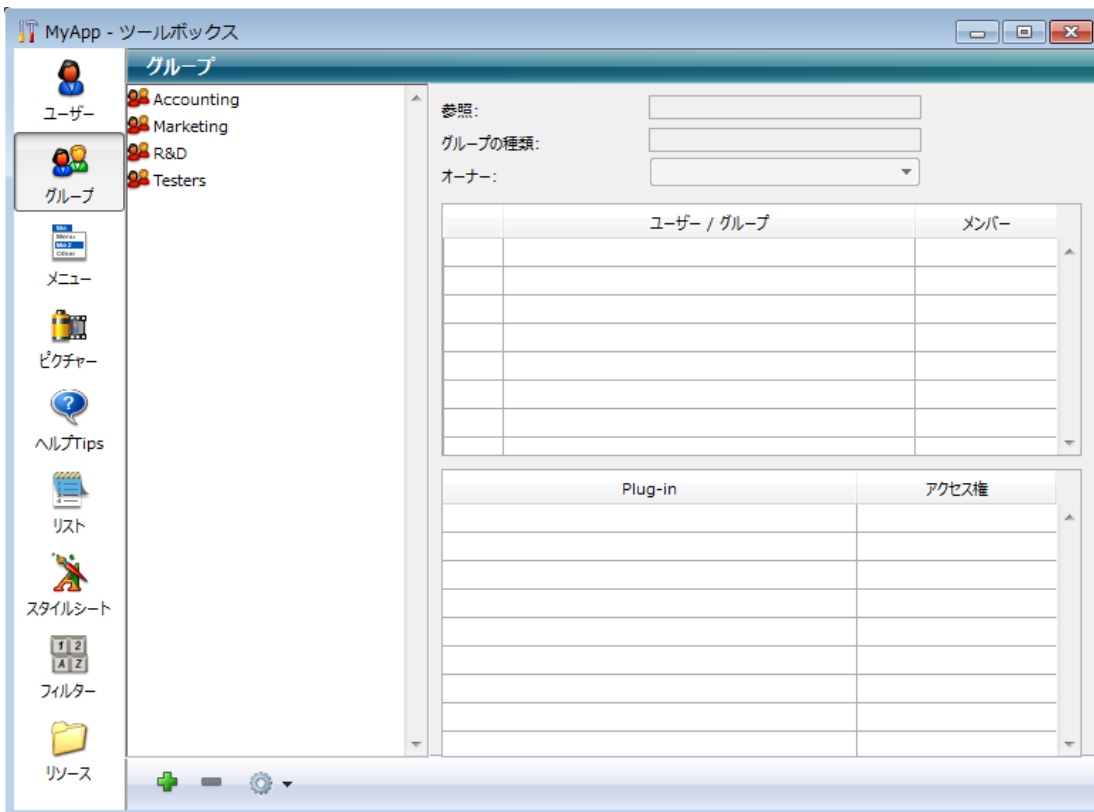 MyApp - ツールボックス
グループ
ユーザー
グループ
メニュー
ピクチャー
ヘルプTips
リスト
スタイルシート
フィルター
リソース
Accounting
Marketing
R&D
Testers
参照:
グループの種類:
オーナー:
ユーザー / グループ メンバー
Plug-in アクセス権
1 2
A Z